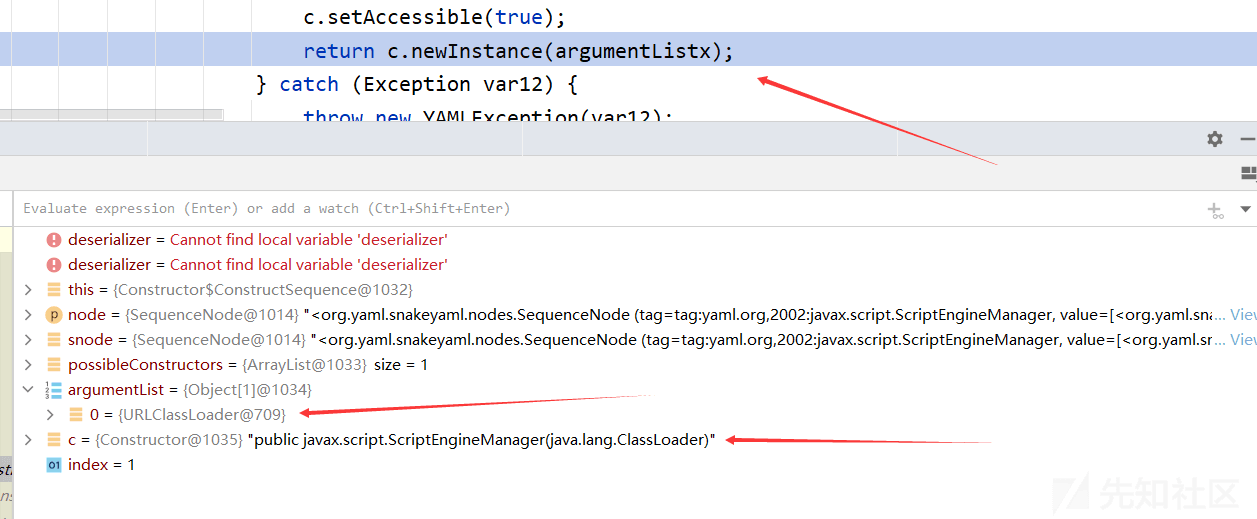 c.setAccessible(true);
return c.newInstance(argumentListx);
} catch (Exception var12) {
throw new YAMLException(var12);
Evaluate expression (Enter) or add a watch (Ctrl+Shift+Enter)
deserializer = Cannot find local variable 'deserializer'
deserializer = Cannot find local variable 'deserializer'
this = {Constructor$ConstructSequence@1032}
p node = {SequenceNode@1014} "<org.yaml.snakeyaml.nodes.SequenceNode (tag=tag:yaml.org,2002:javax.script.ScriptEngineManager, value=[<org.yaml.sna... View
snode = {SequenceNode@1014} "<org.yaml.snakeyaml.nodes.SequenceNode (tag=tag:yaml.org,2002:javax.script.ScriptEngineManager, value=[<org.yaml.sr... View
possibleConstructors = {ArrayList@1033} size = 1
argumentList = {Object[1]@1034}
0 = {URLClassLoader@709}
c = {Constructor@1035} "public javax.script.ScriptEngineManager(java.lang.ClassLoader)"
01 index = 1
先知社区